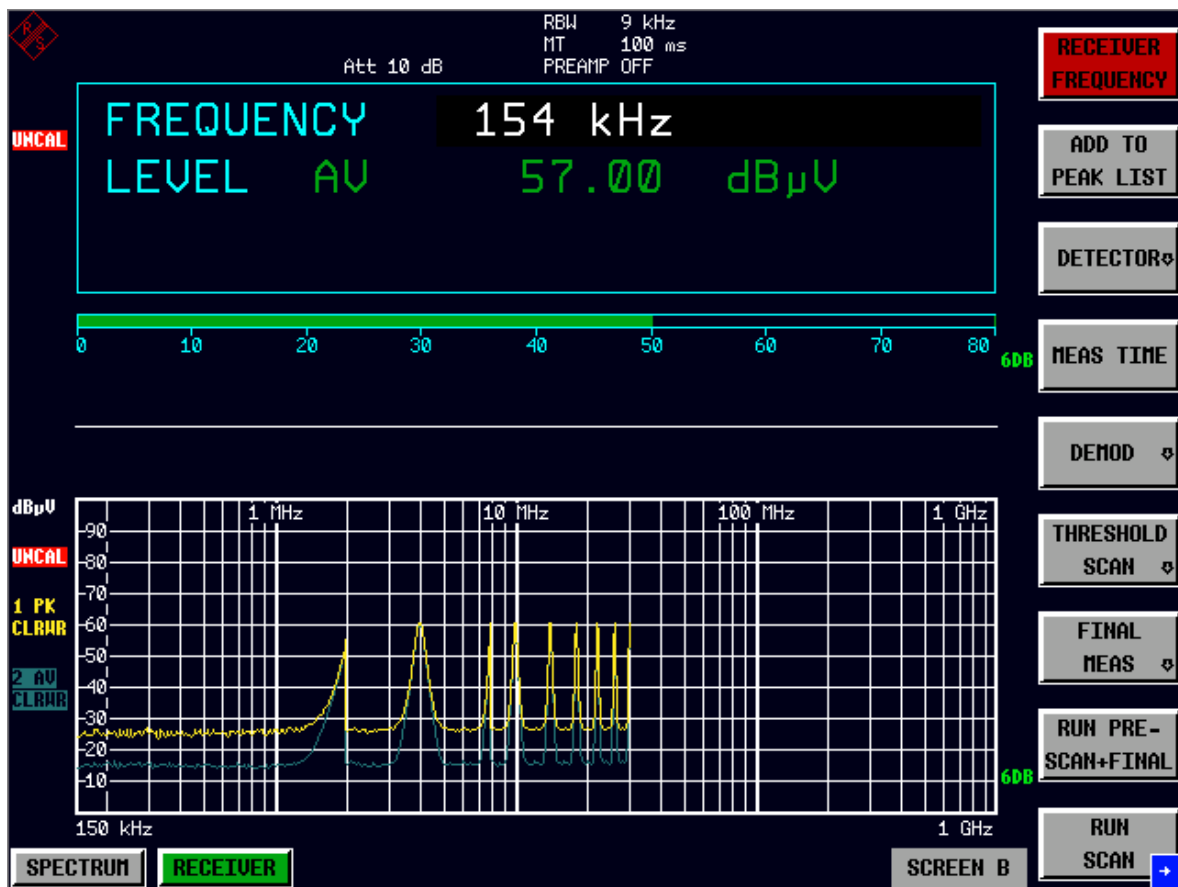 R
S
RBW 9 kHz
MT 100 ms
Att 10 dB PREAMP OFF
UNCAL
FREQUENCY 154 kHz
LEVEL AV 57.00 dBµV
0 10 20 30 40 50 60 70 80
6DB
dBµV
1 MHz 10 MHz 100 MHz 1 GHz
90
UNCAL
80
70
1 PK
CLRWR
60
50
2 AV
CLRWR
40
30
20
10
6DB
150 kHz 1 GHz
SPECTRUM RECEIVER SCREEN B
RECEIVER
FREQUENCY
ADD TO
PEAK LIST
DETECTOR
MEAS TIME
DEMOD
THRESHOLD
SCAN
FINAL
MEAS
RUN PRE-
SCAN+FINAL
RUN
SCAN